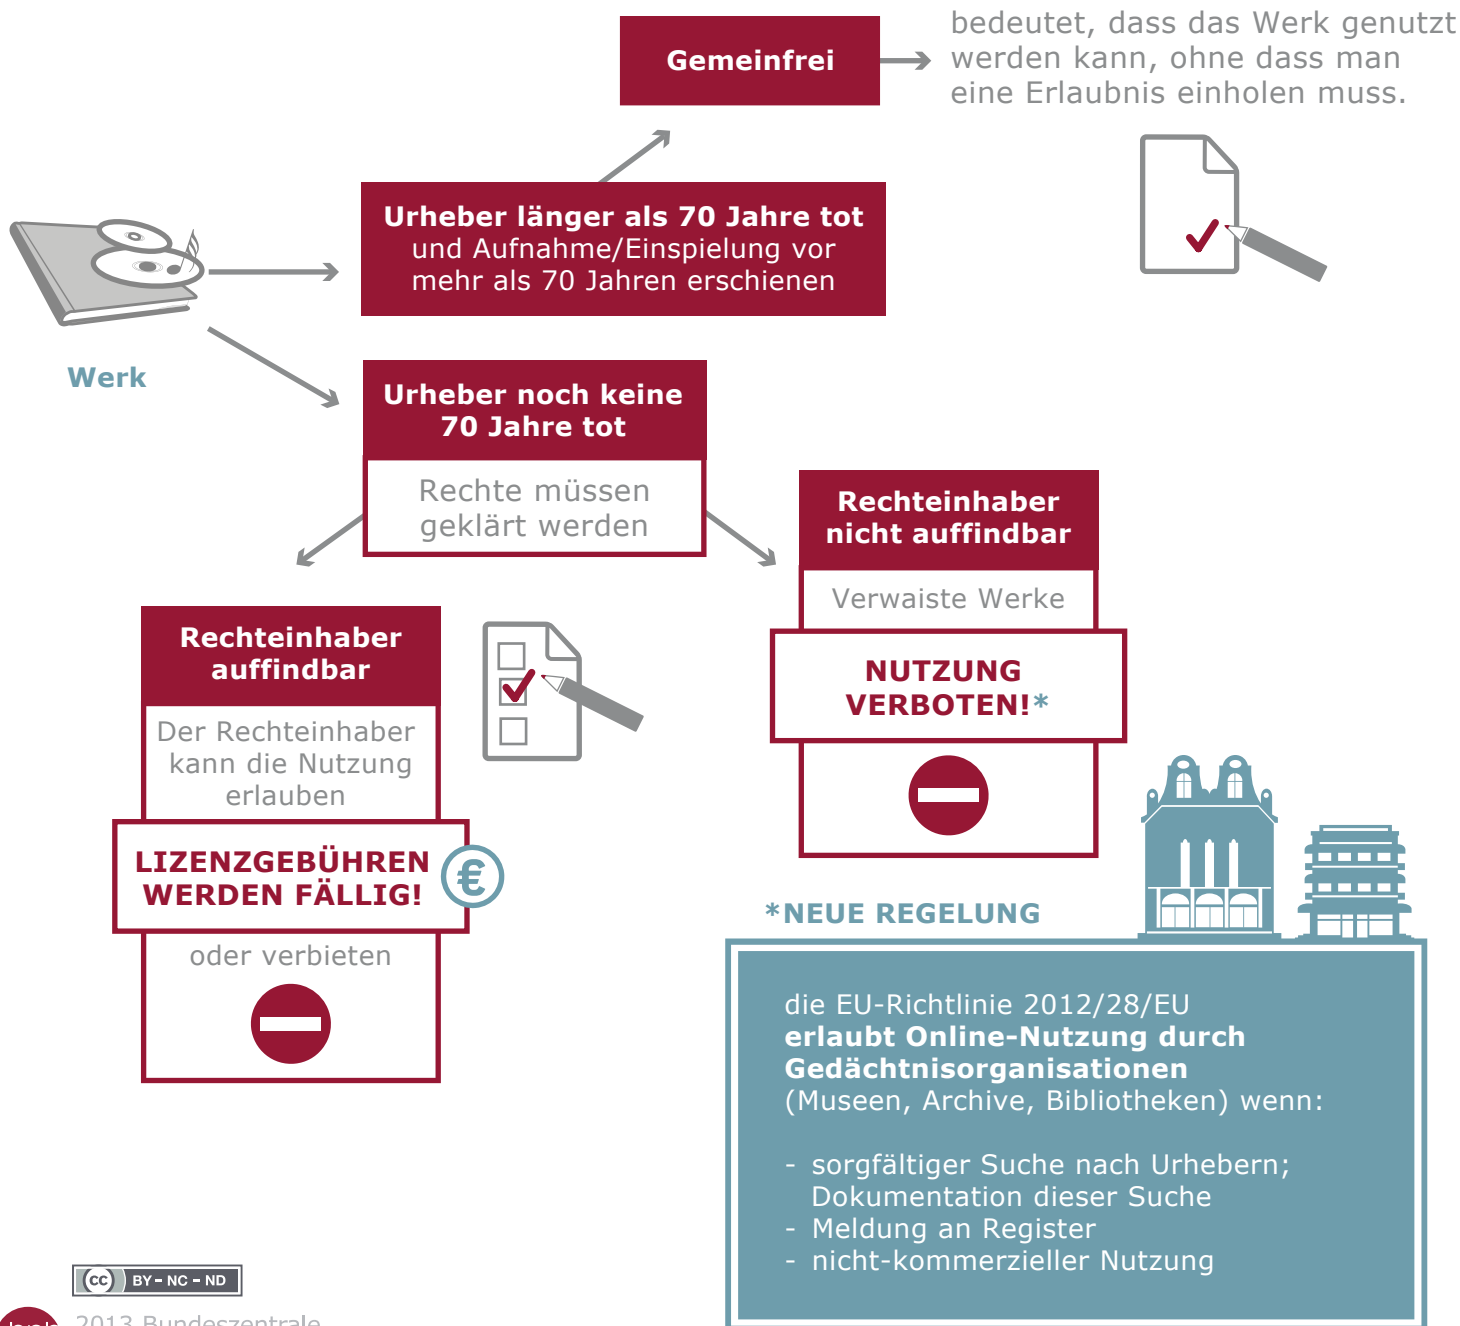 Gemeinfrei
bedeutet, dass das Werk genutzt
werden kann, ohne dass man
eine Erlaubnis einholen muss.
Urheber länger als 70 Jahre tot
und Aufnahme/Einspielung vor
mehr als 70 Jahren erschienen
Werk
Urheber noch keine
70 Jahre tot
Rechte müssen
geklärt werden
Rechteinhaber
auffindbar
Der Rechteinhaber
kann die Nutzung
erlauben
LIZENZGEBÜHREN
WERDEN FÄLLIG!
€
oder verbieten
Rechteinhaber
nicht auffindbar
Verwaiste Werke
NUTZUNG
VERBOTEN!*
*NEUE REGELUNG
die EU-Richtlinie 2012/28/EU
erlaubt Online-Nutzung durch
Gedächtnisorganisationen
(Museen, Archive, Bibliotheken) wenn:
- sorgfältiger Suche nach Urhebern;
Dokumentation dieser Suche
- Meldung an Register
- nicht-kommerzieller Nutzung
cc BY - NC - ND
2013 Bundeszentrale